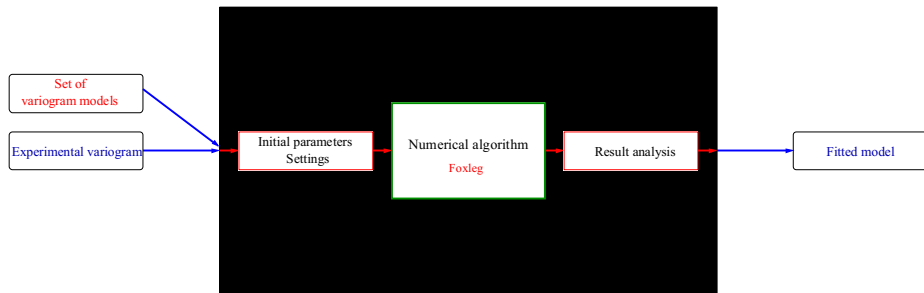 Set of
variogram models
Experimental variogram
Initial parameters
Settings
Numerical algorithm
Foxleg
Result analysis
Fitted model